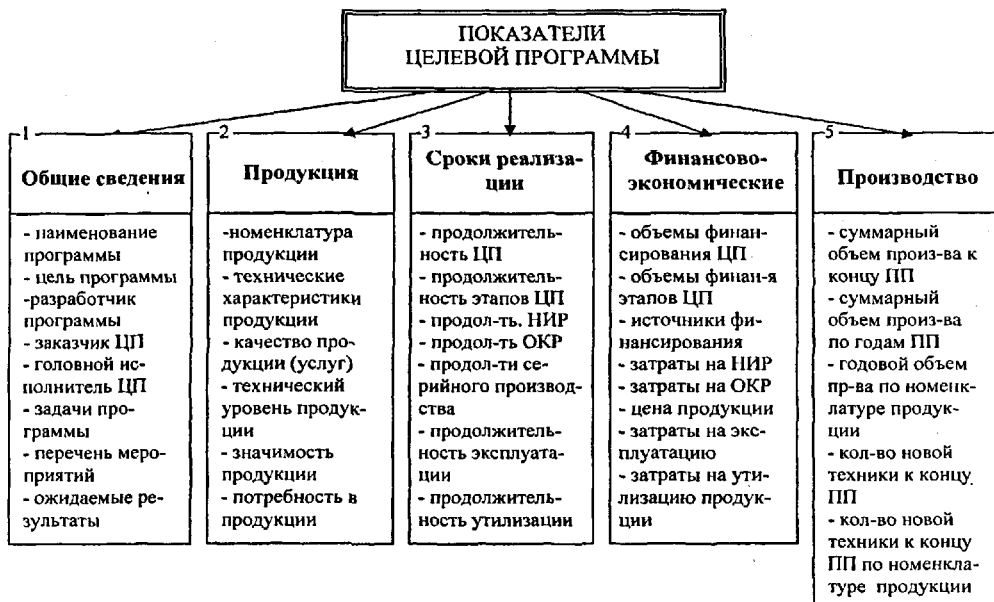 ПОКАЗАТЕЛИ
ЦЕЛЕВОЙ ПРОГРАММЫ
1
Общие сведения
- наименование
программы
- цель программы
-разработчик
программы
- заказчик ЦП
- головной ис-
полнитель ЦП
- задачи про-
граммы
- перечень меро-
приятий
- ожидаемые ре-
зультаты
2
Продукция
-номенклатура
продукции
- технические
характеристики
продукции
- качество про-
дукции (услуг)
- технический
уровень продук-
ции
- значимость
продукции
- потребность в
продукции
3
Сроки реализа-
ции
- продолжитель-
ность ЦП
- продолжитель-
ность этапов ЦП
- продол-ть. НИР
- продол-ть ОКР
- продол-ти се-
рийного производ-
ства
- продолжитель-
ность эксплуата-
ции
- продолжитель-
ность утилизации
4
Финансово-
экономические
- объемы финан-
сирования ЦП
- объемы финан-я
этапов ЦП
- источники фи-
нансирования
- затраты на НИР
- затраты на ОКР
- цена продукции
- затраты на экс-
плуатацию
- затраты на ути-
лизацию продук-
ции
5
Производство
- суммарный
объем произ-ва к
концу ПП
- суммарный
объем произ-ва
по годам ПП
- годовой объем
пр-ва по номенк-
латуре продук-
ции
- кол-во новой
техники к концу
ПП
- кол-во новой
техники к концу
ПП по номенкла-
туре продукции